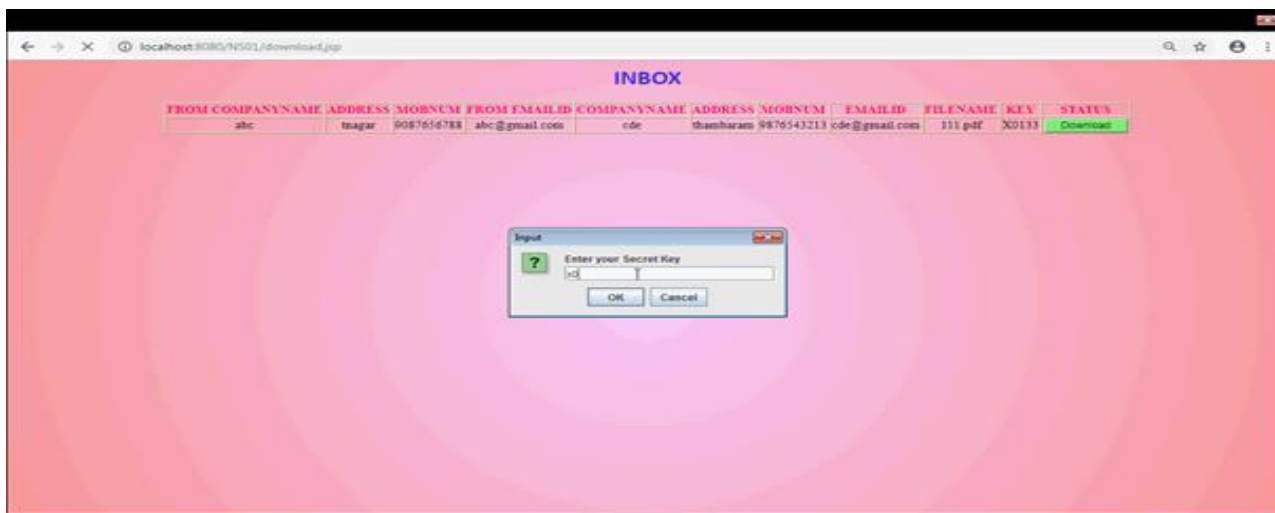 localhost:8080/NS01/download.jsp
INBOX
FROM COMPANYNAME ADDRESS MOBNUM FROM EMAILID COMPANYNAME ADDRESS MOBNUM EMAILID FILENAME KEY STATUS
abc tnagar 9087656788 abc@gmail.com cde thambaram 9876543213 cde@gmail.com 111.pdf X0133 Download
Input
Enter your Secret Key
x0
OK Cancel